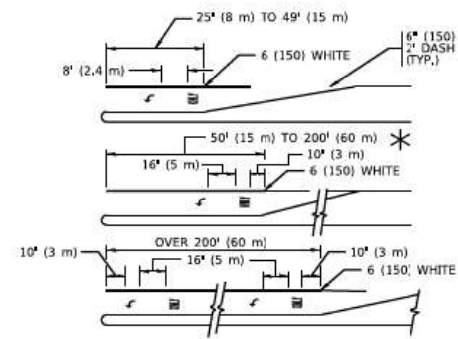 25" (8 m) TO 49' (15 m)
6" (150)
2' DASH
(TYP.)
6 (150) WHITE
8' (2.4 m)
50' (15 m) TO 200' (60 m)
16" (5 m)
10" (3 m)
6 (150) WHITE
OVER 200' (60 m)
10" (3 m)
16" (5 m)
10" (3 m)
6 (150) WHITE